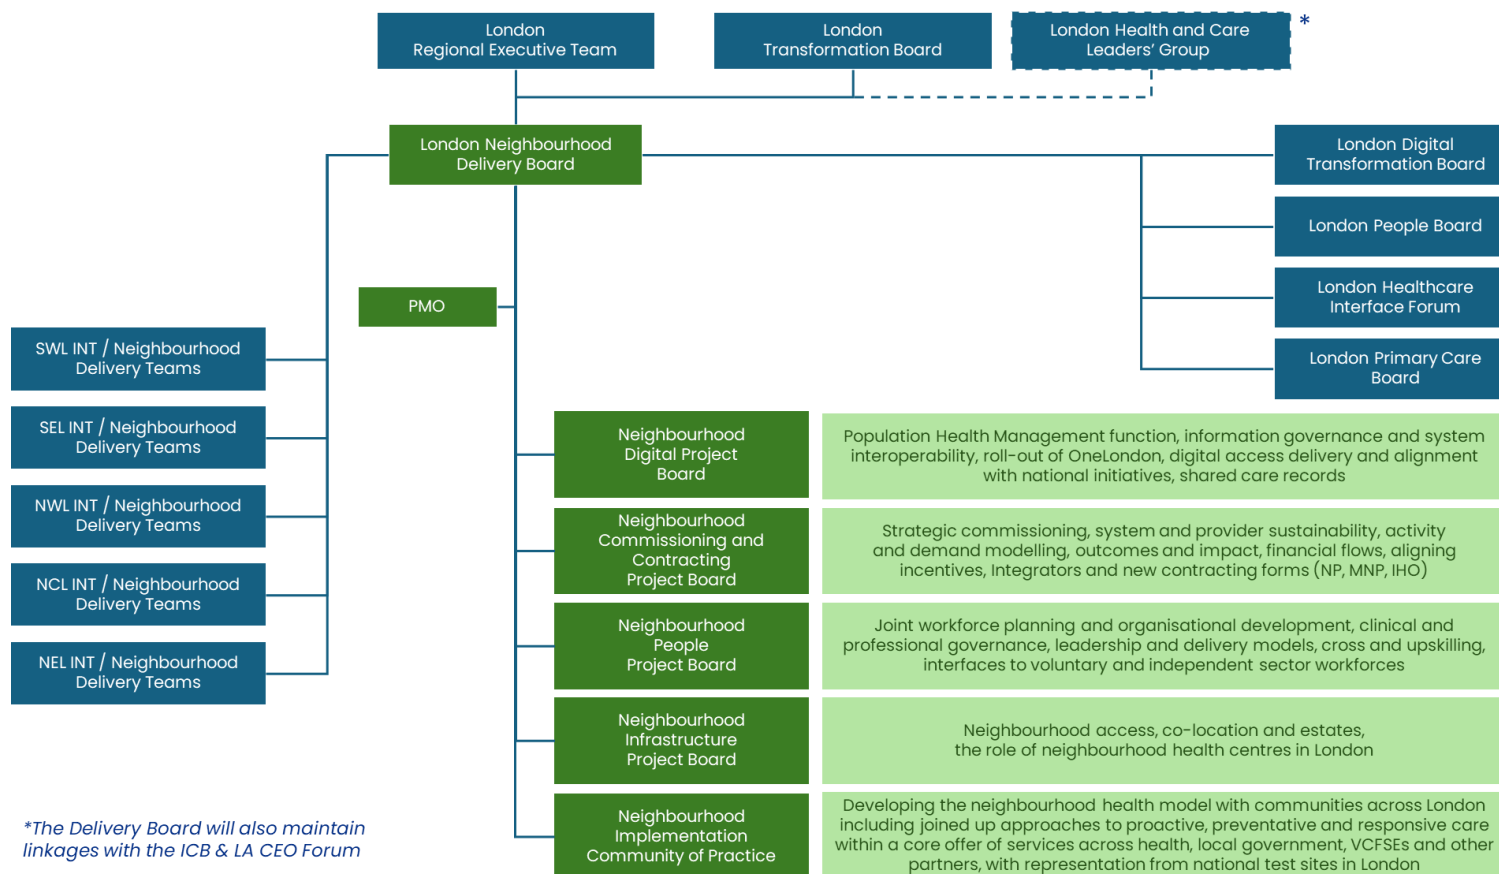 London
Regional Executive Team
London
Transformation Board
London Health and Care
Leaders' Group
*
London Neighbourhood
Delivery Board
London Digital
Transformation Board
London People Board
London Healthcare
Interface Forum
London Primary Care
Board
PMO
SWL INT / Neighbourhood
Delivery Teams
SEL INT / Neighbourhood
Delivery Teams
NWL INT / Neighbourhood
Delivery Teams
NCL INT / Neighbourhood
Delivery Teams
NEL INT / Neighbourhood
Delivery Teams
Neighbourhood
Digital Project
Board
Population Health Management function, information governance and system
interoperability, roll-out of OneLondon, digital access delivery and alignment
with national initiatives, shared care records
Neighbourhood
Commissioning and
Contracting
Project Board
Strategic commissioning, system and provider sustainability, activity
and demand modelling, outcomes and impact, financial flows, aligning
incentives, Integrators and new contracting forms (NP, MNP, IHO)
Neighbourhood
People
Project Board
Joint workforce planning and organisational development, clinical and
professional governance, leadership and delivery models, cross and upskilling,
interfaces to voluntary and independent sector workforces
Neighbourhood
Infrastructure
Project Board
Neighbourhood access, co-location and estates,
the role of neighbourhood health centres in London
Neighbourhood
Implementation
Community of Practice
Developing the neighbourhood health model with communities across London
including joined up approaches to proactive, preventative and responsive care
within a core offer of services across health, local government, VCFSEs and other
partners, with representation from national test sites in London
*The Delivery Board will also maintain
linkages with the ICB & LA CEO Forum